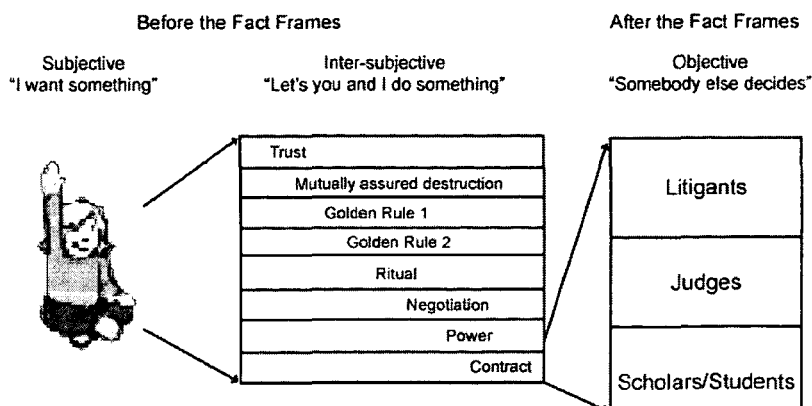 Before the Fact Frames
After the Fact Frames
Subjective
"I want something"
Inter-subjective
"Let's you and I do something"
Objective
"Somebody else decides"
Trust
Mutually assured destruction
Golden Rule 1
Golden Rule 2
Ritual
Negotiation
Power
Contract
Litigants
Judges
Scholars/Students